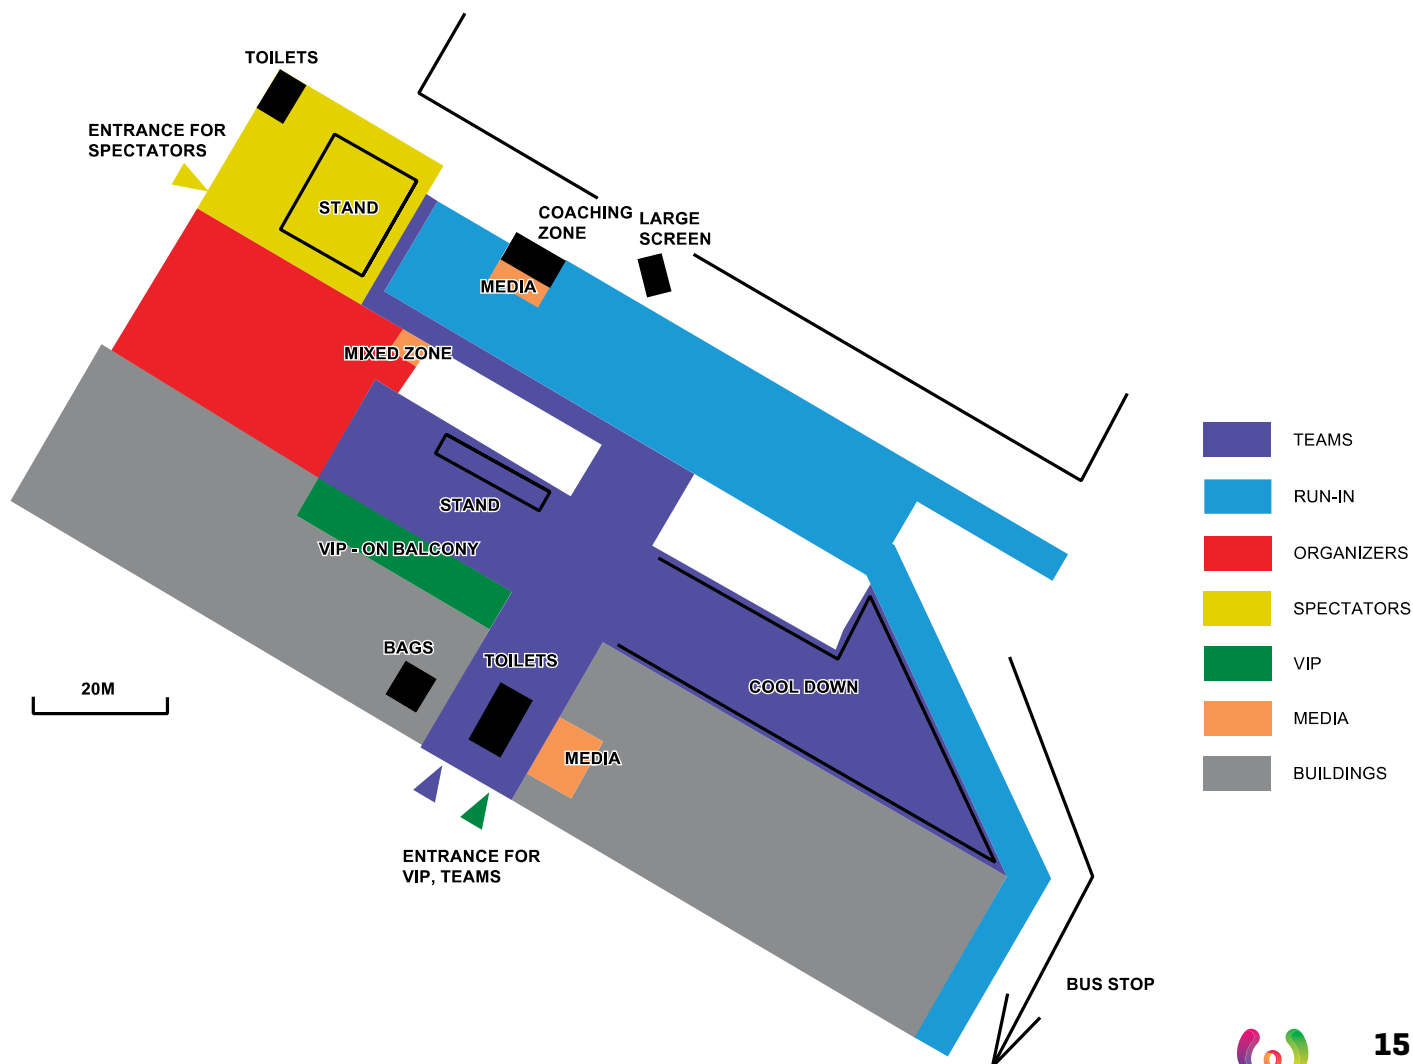 TOILETS
ENTRANCE FOR
SPECTATORS
STAND
COACHING
ZONE
LARGE
SCREEN
MEDIA
MIXED ZONE
STAND
VIP - ON BALCONY
BAGS
TOILETS
COOL DOWN
20M
MEDIA
ENTRANCE FOR
VIP, TEAMS
BUS STOP
TEAMS
RUN-IN
ORGANIZERS
SPECTATORS
VIP
MEDIA
BUILDINGS
15